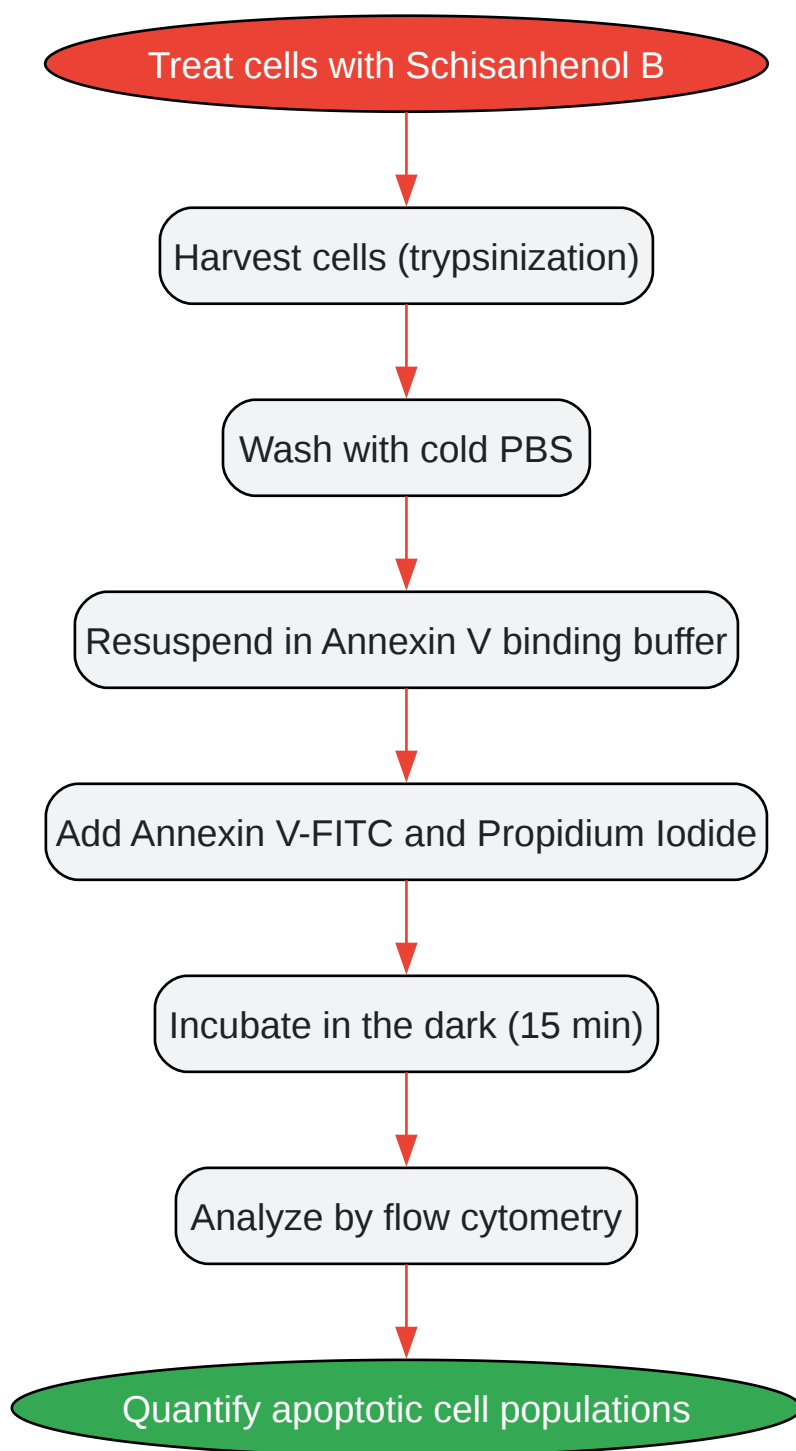 Treat cells with Schisanhenol B
Harvest cells (trypsinization)
Wash with cold PBS
Resuspend in Annexin V binding buffer
Add Annexin V-FITC and Propidium Iodide
Incubate in the dark (15 min)
Analyze by flow cytometry
Quantify apoptotic cell populations